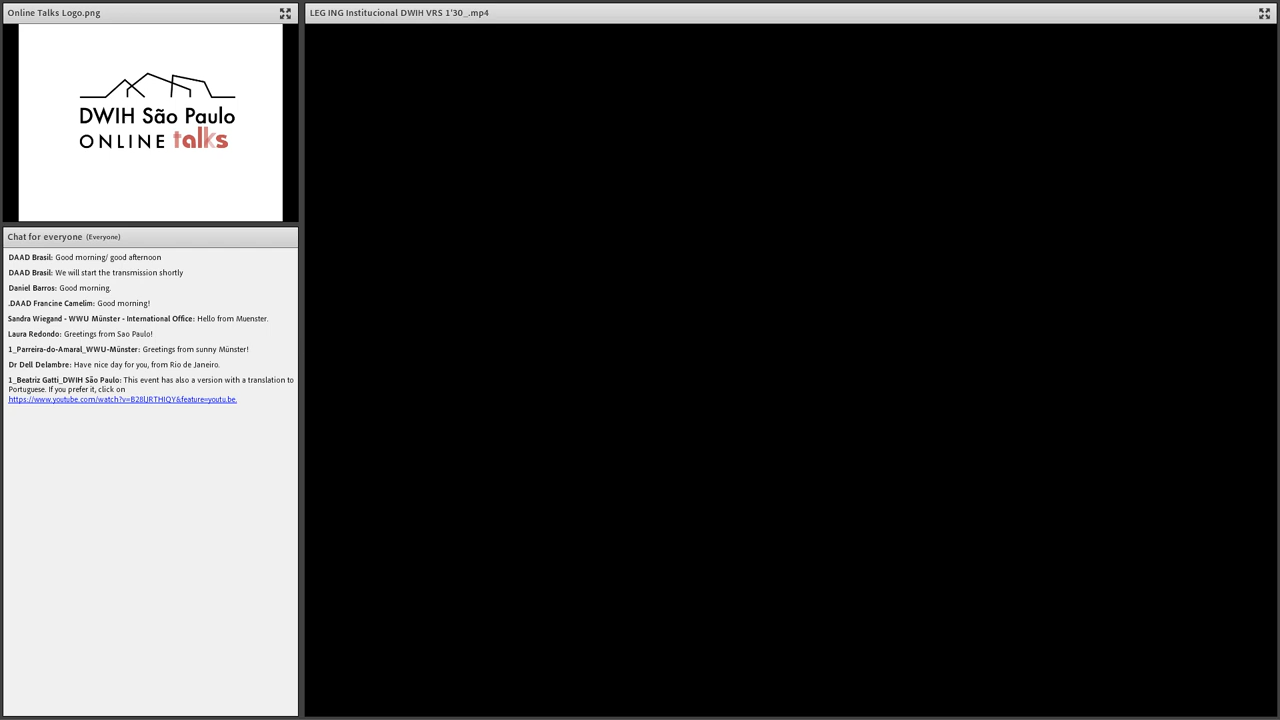 Online Talks Logo.png
DWIH São Paulo
ONLINE talks
Chat for everyone (Everyone)
DAAD Brasil: Good morning/ good afternoon
DAAD Brasil: We will start the transmission shortly
Daniel Barros: Good morning.
.DAAD Francine Camelim: Good morning!
Sandra Wiegand - WWU Münster - International Office: Hello from Muenster.
Laura Redondo: Greetings from Sao Paulo!
1_Parreira-do-Amaral_WWU-Münster: Greetings from sunny Münster!
Dr Dell Delambre: Have nice day for you, from Rio de Janeiro.
1_Beatriz Gatti_DWIH São Paulo: This event has also a version with a translation to
Portuguese. If you prefer it, click on
LEG ING Institucional DWIH VRS 1'30_.mp4